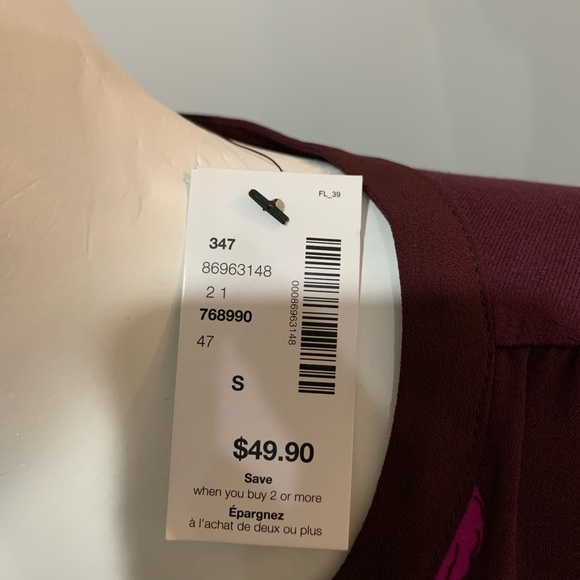 FL_39
347
86963148
2 1
768990
47
00086963148
S
$49.90
Save
when you buy 2 or more
Épargnez
à l'achat de deux ou plus